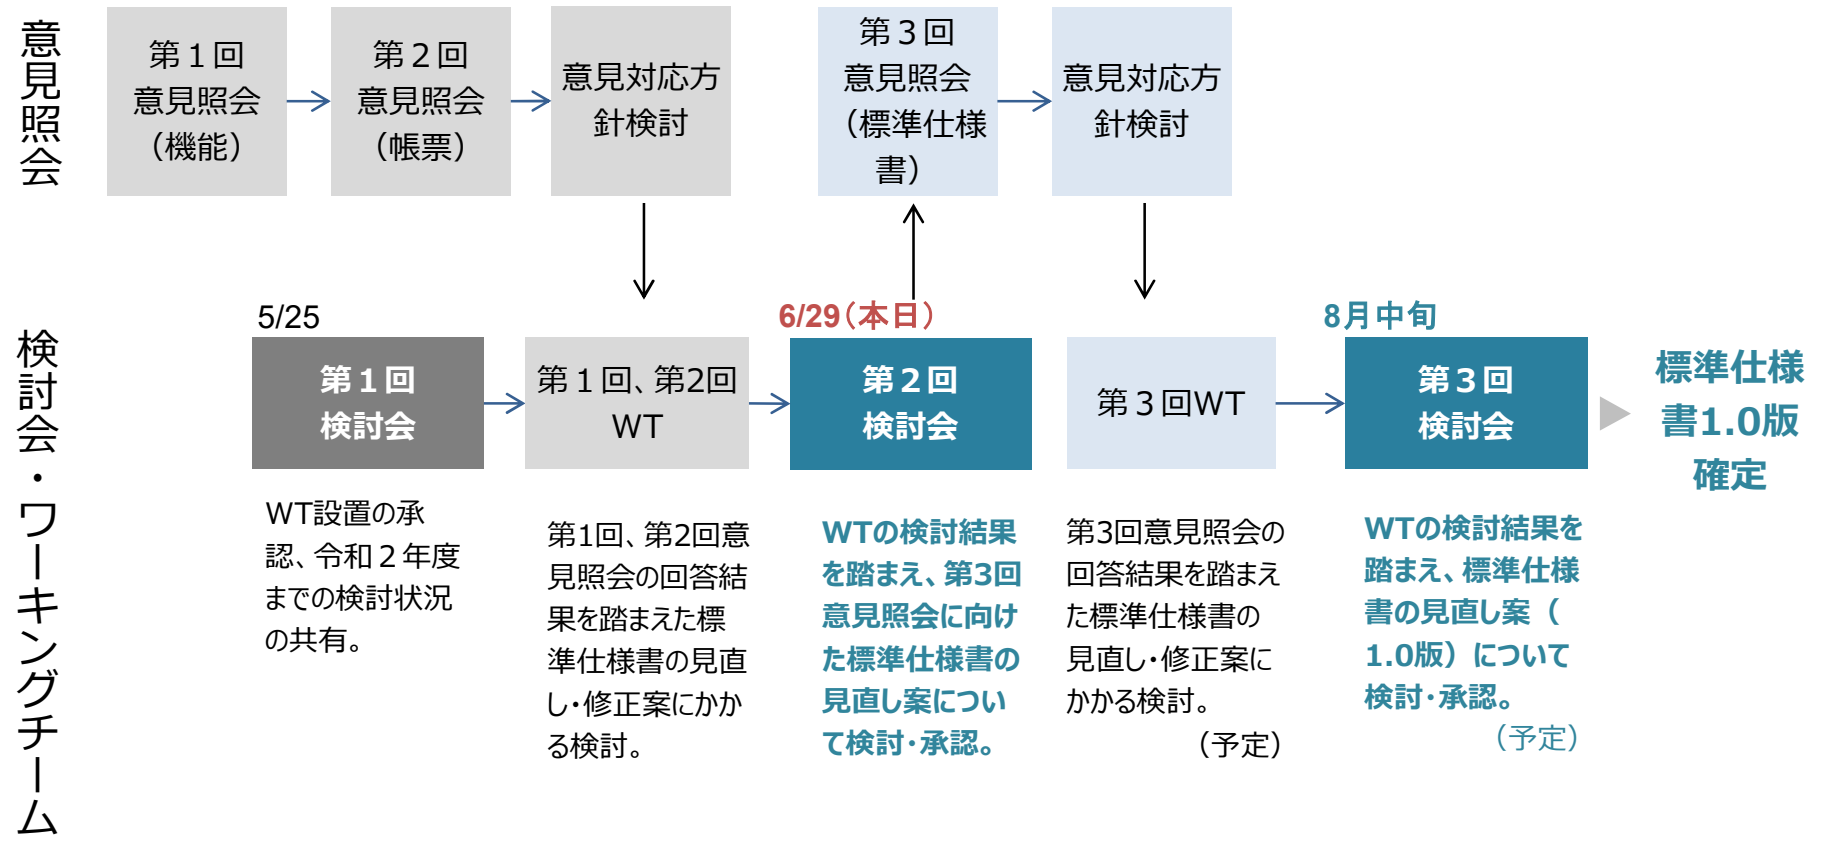 意見照会
第１回
意見照会
（機能）
第２回
意見照会
（帳票）
意見対応方
針検討
第３回
意見照会
（標準仕様
書）
意見対応方
針検討
検討会・ワーキングチーム
5/25
第１回
検討会
WT設置の承
認、令和２年度
までの検討状況
の共有。
第１回、第2回
WT
第1回、第2回意
見照会の回答結
果を踏まえた標
準仕様書の見直
し・修正案にかか
る検討。
6/29（本日）
第２回
検討会
WTの検討結果
を踏まえ、第3回
意見照会に向け
た標準仕様書の
見直し案につい
て検討・承認。
第３回WT
第3回意見照会の
回答結果を踏まえ
た標準仕様書の
見直し・修正案に
かかる検討。
（予定）
8月中旬
第３回
検討会
WTの検討結果を
踏まえ、標準仕様
書の見直し案（
1.0版）について
検討・承認。
（予定）
標準仕様
書1.0版
確定